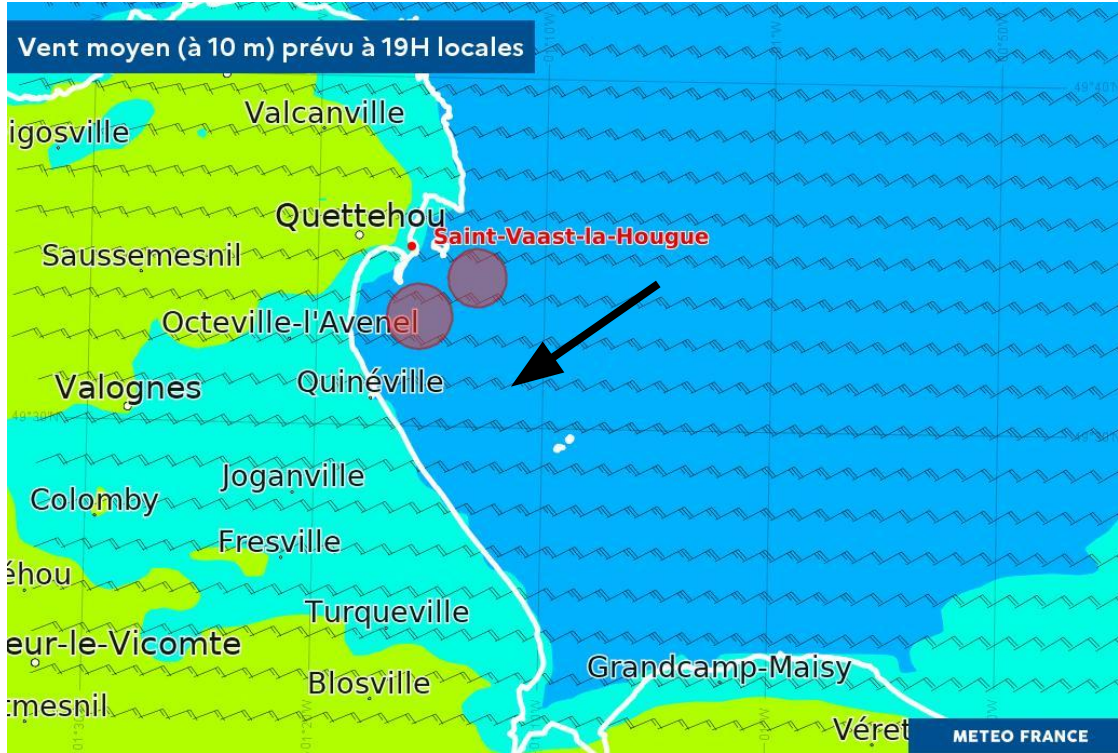 Vent moyen (à 10 m) prévu à 19H locales
Valcanville
igosville
Quettehou
Saint-Vaast-la-Hougue
Saussemesnil
Octeville-l'Avenel
Valognes
Quinéville
Joganville
Colomby
Fresville
éhou
Turqueville
eur-le-Vicomte
Grandcamp-Maisy
Blosville
tmesnil
Véret
METEO FRANCE